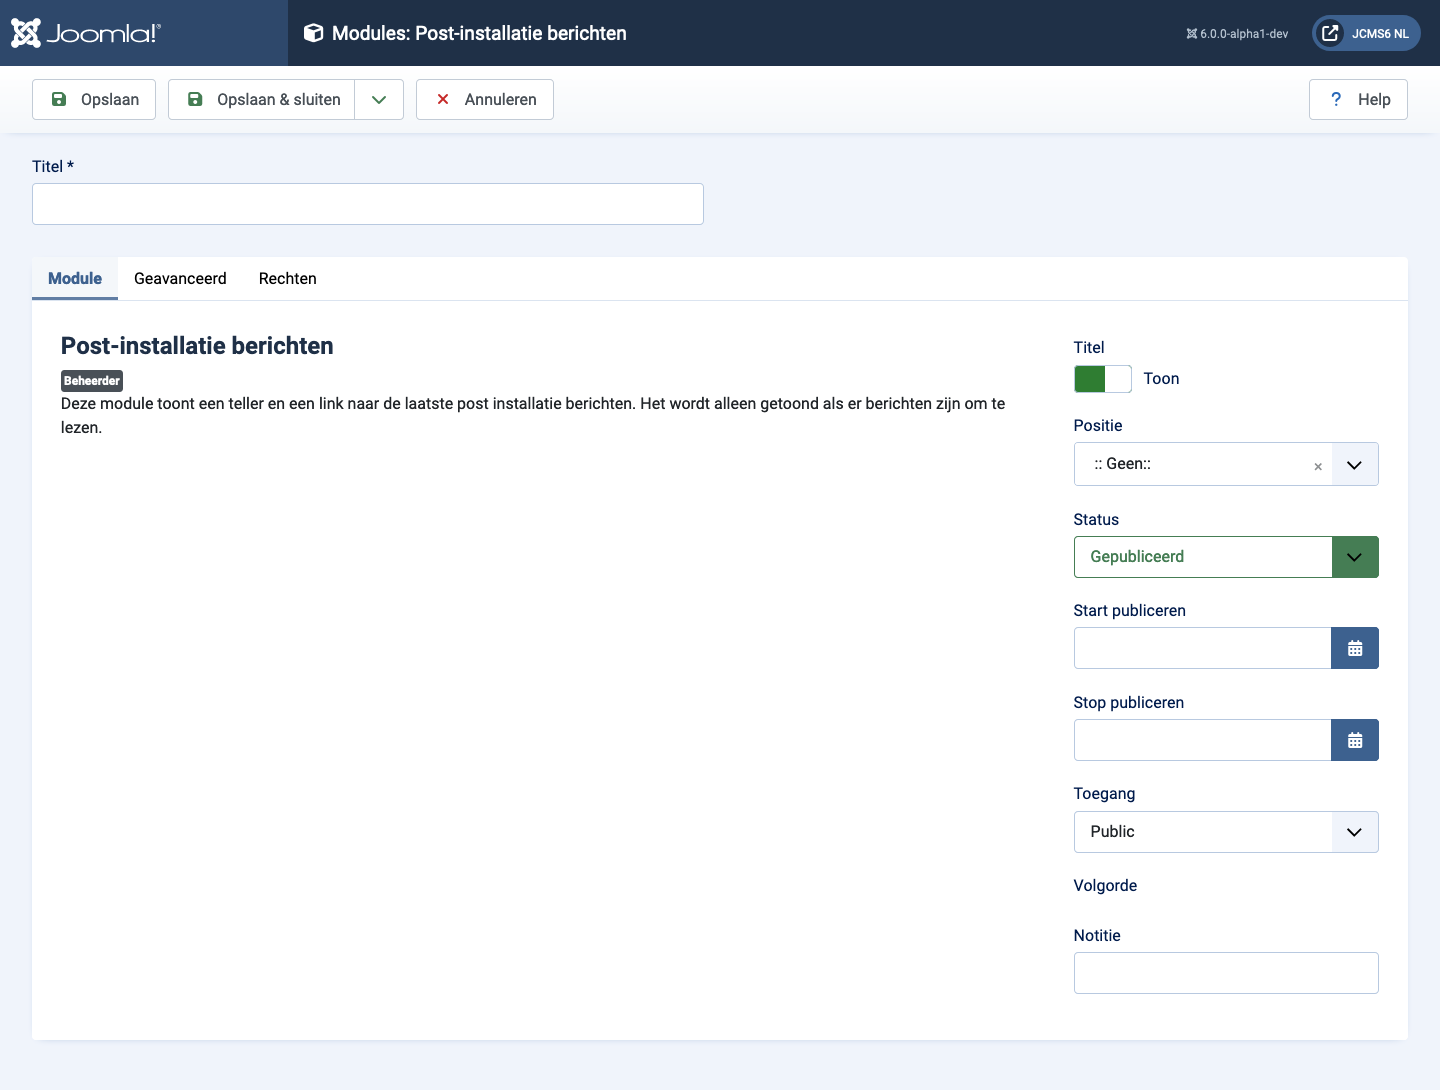 Joomla!®
Modules: Post-installatie berichten
6.0.0-alpha1-dev
JCMS6 NL
Opslaan
Opslaan & sluiten
Annuleren
? Help
Titel *
Module
Geavanceerd
Rechten
Post-installatie berichten
Beheerder
Deze module toont een teller en een link naar de laatste post installatie berichten. Het wordt alleen getoond als er berichten zijn om te
lezen.
Titel
Toon
Positie
:: Geen::
×
Status
Gepubliceerd
Start publiceren
Stop publiceren
Toegang
Public
Volgorde
Notitie